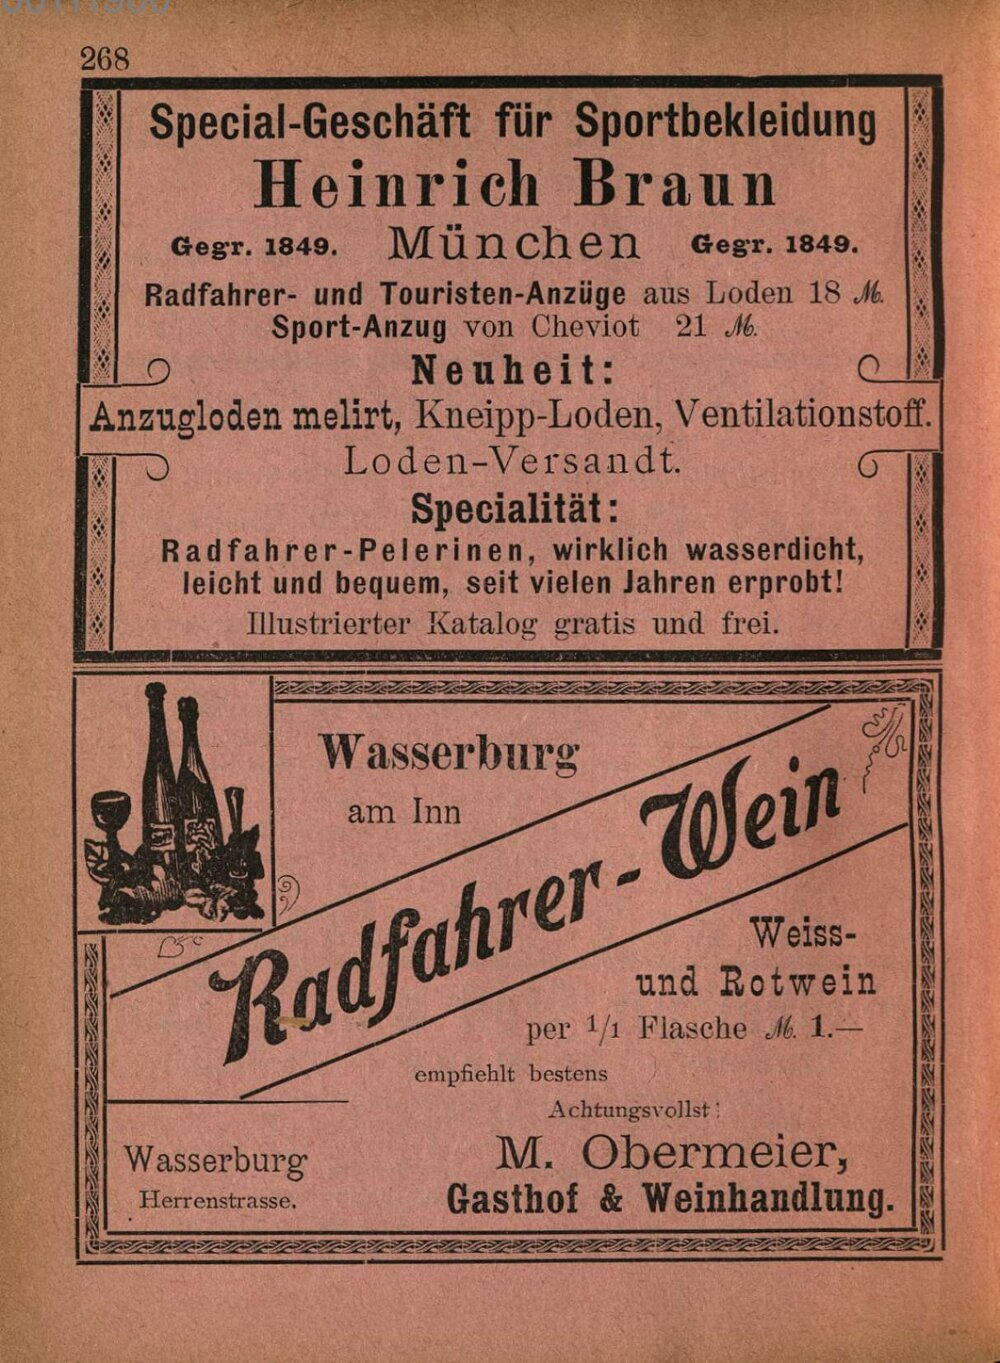 268
Special-Geschäft für Sportbekleidung
Heinrich Braun
Gegr. 1849. München Gegr. 1849.
Radfahrer- und Touristen-Anzüge aus Loden 18 M.
Sport-Anzug von Cheviot 21 M.
Neuheit:
Anzugloden melirt, Kneipp-Loden, Ventilationstoff.
Loden-Versandt.
Specialität:
Radfahrer-Pelerinen, wirklich wasserdicht,
leicht und bequem, seit vielen Jahren erprobt!
Illustrierter Katalog gratis und frei.
Wasserburg
am Inn
Radfahrer-Wein
Weiss-
und Rotwein
per 1/1 Flasche M. 1.—
empfiehlt bestens
Achtungsvollst:
M. Obermeier,
Gasthof & Weinhandlung.
Wasserburg
Herrenstrasse.